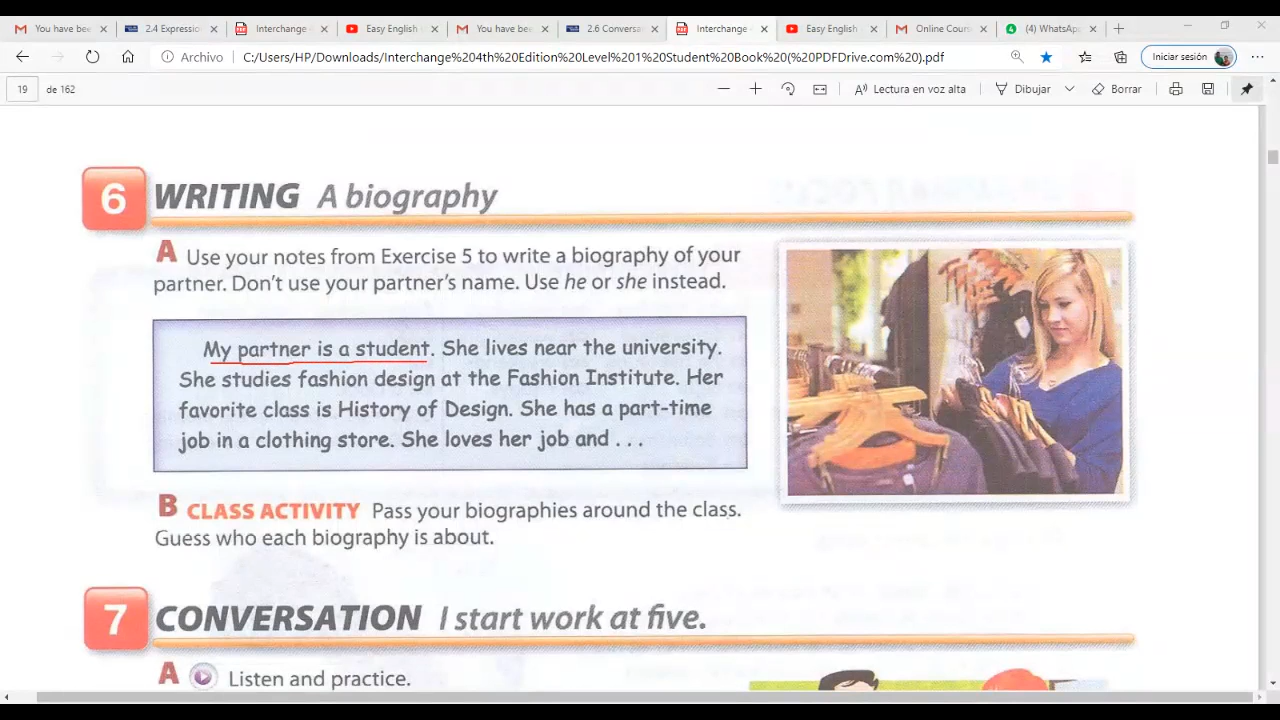 You have be
2.4 Expressio
Interchange
Easy English
You have be
2.6 Conversa
Interchange
Easy English
Online Cours
(4) WhatsAp
Archivo
C:/Users/HP/Downloads/Interchange%204th%20Edition%20Level%201%20Student%20Book%20(%20PDFDrive.com%20).pdf
Iniciar sesión
19 de 162
Lectura en voz alta
Dibujar
Borrar
6 WRITING A biography
A Use your notes from Exercise 5 to write a biography of your
partner. Don't use your partner's name. Use he or she instead.
My partner is a student. She lives near the university.
She studies fashion design at the Fashion Institute. Her
favorite class is History of Design. She has a part-time
job in a clothing store. She loves her job and . . .
B CLASS ACTIVITY Pass your biographies around the class.
Guess who each biography is about.
7 CONVERSATION I start work at five.
A Listen and practice.